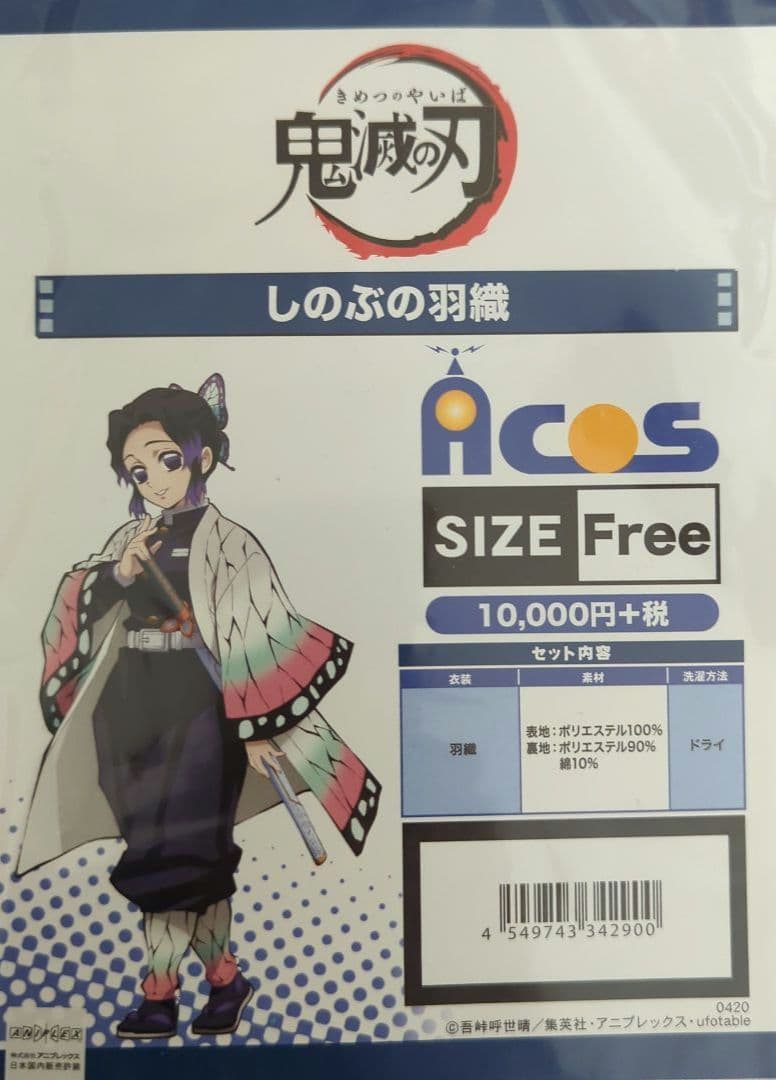 きめつのやいば
鬼滅の刃
しのぶの羽織
ACOS
SIZE Free
10,000円+税
セット内容
衣装 素材 洗濯方法
羽織
表地:ポリエステル100%
裏地:ポリエステル90%
綿10%
ドライ
4 549743 342900
0420
©吾峠呼世晴/集英社・アニプレックス・ufotable
ANIPLEX
株式会社アニプレックス
日本国内販売許諾